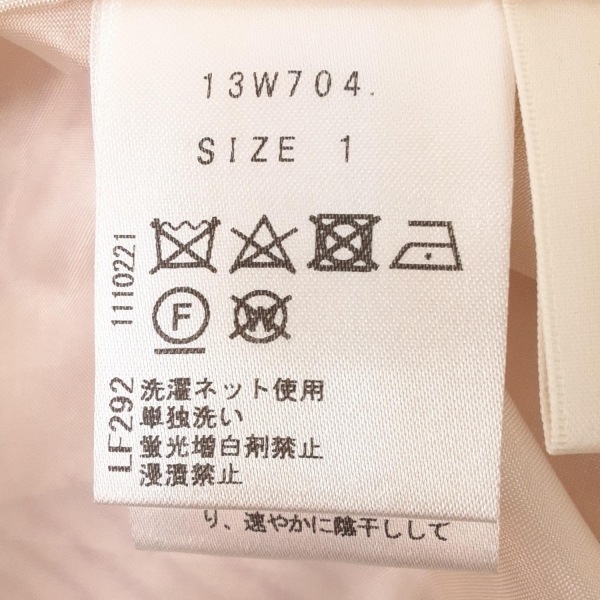 13W704.
SIZE 1
1110221
F
W
LF292
洗濯ネット使用
単独洗い
蛍光増白剤禁止
浸漬禁止
り、速やかに陰干しして